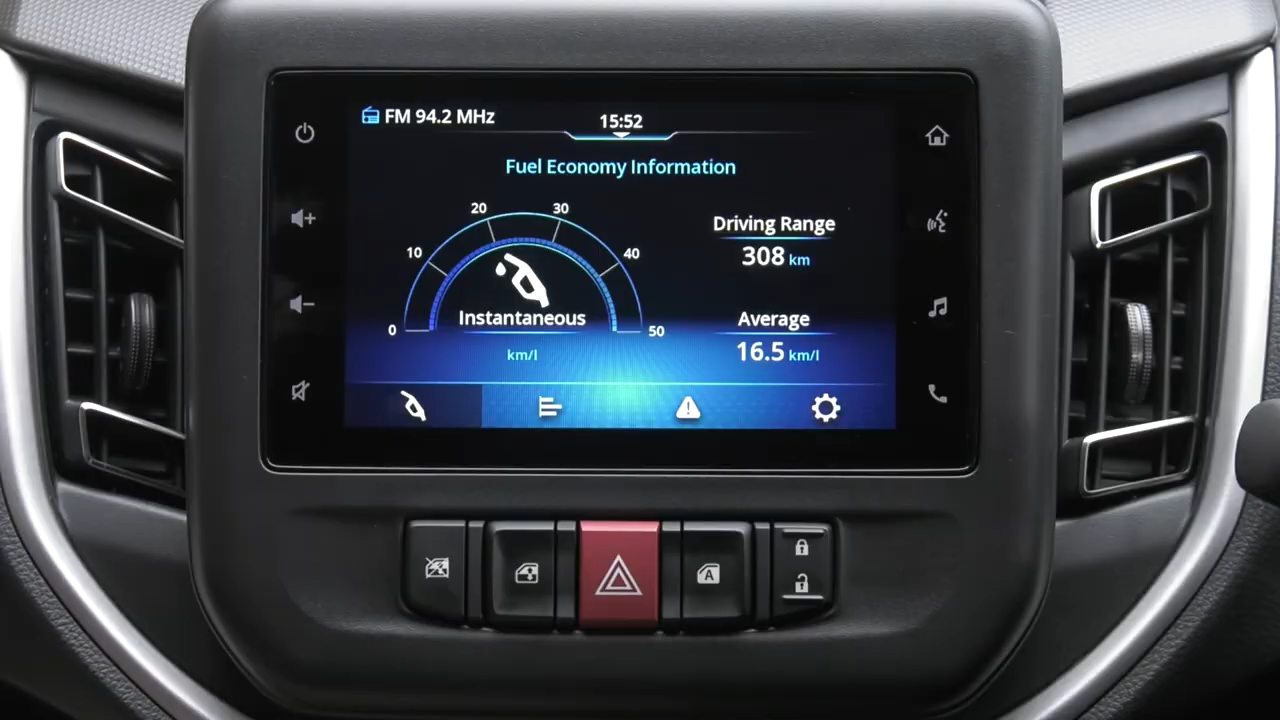 FM 94.2 MHz
15:52
Fuel Economy Information
20
30
10
40
0
50
Instantaneous
km/l
Driving Range
308 km
Average
16.5 km/l
A